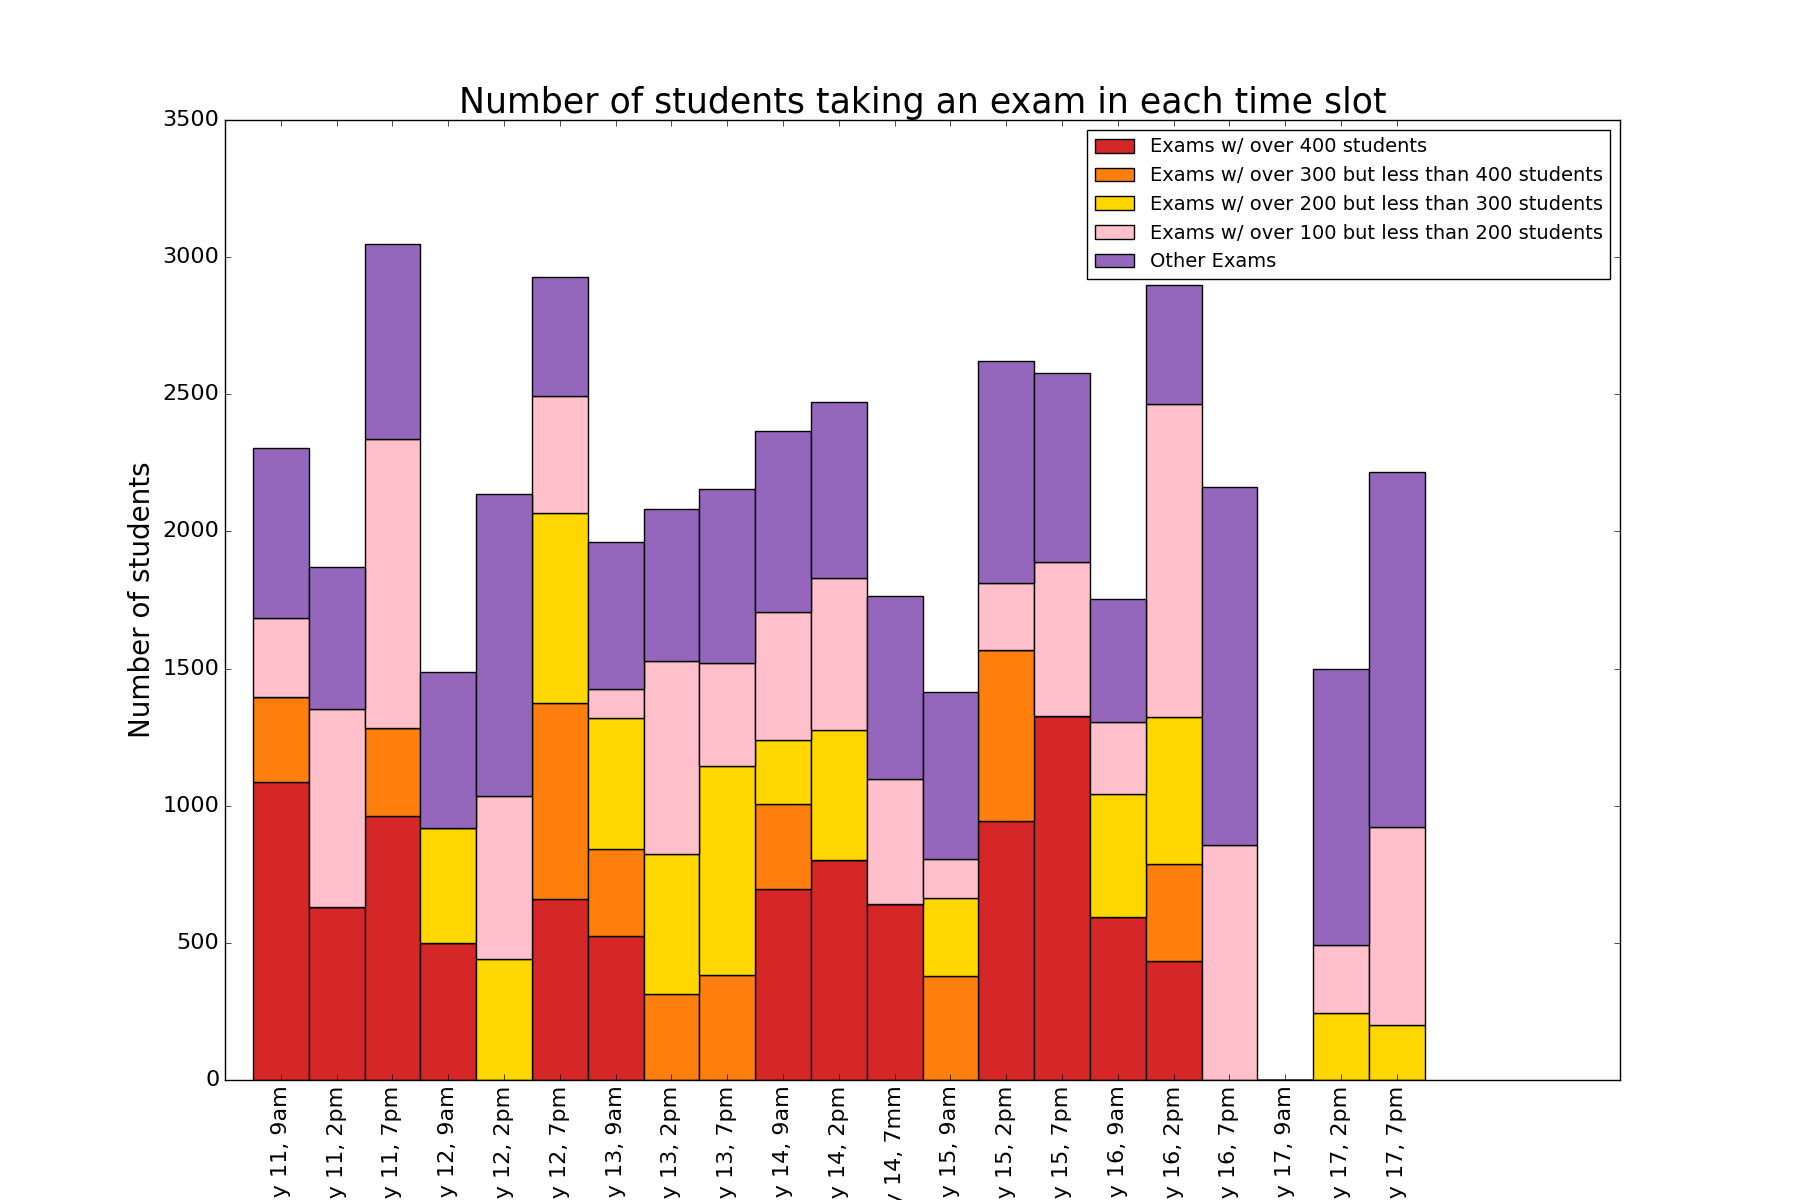 Number of students taking an exam in each time slot
Exams w/ over 400 students
Exams w/ over 300 but less than 400 students
Exams w/ over 200 but less than 300 students
Exams w/ over 100 but less than 200 students
Other Exams
Number of students
3500
3000
2500
2000
1500
1000
500
0
y 11, 9am
y 11, 2pm
y 11, 7pm
y 12, 9am
y 12, 2pm
y 12, 7pm
y 13, 9am
y 13, 2pm
y 13, 7pm
y 14, 9am
y 14, 2pm
y 14, 7mm
y 15, 9am
y 15, 2pm
y 15, 7pm
y 16, 9am
y 16, 2pm
y 16, 7pm
y 17, 9am
y 17, 2pm
y 17, 7pm